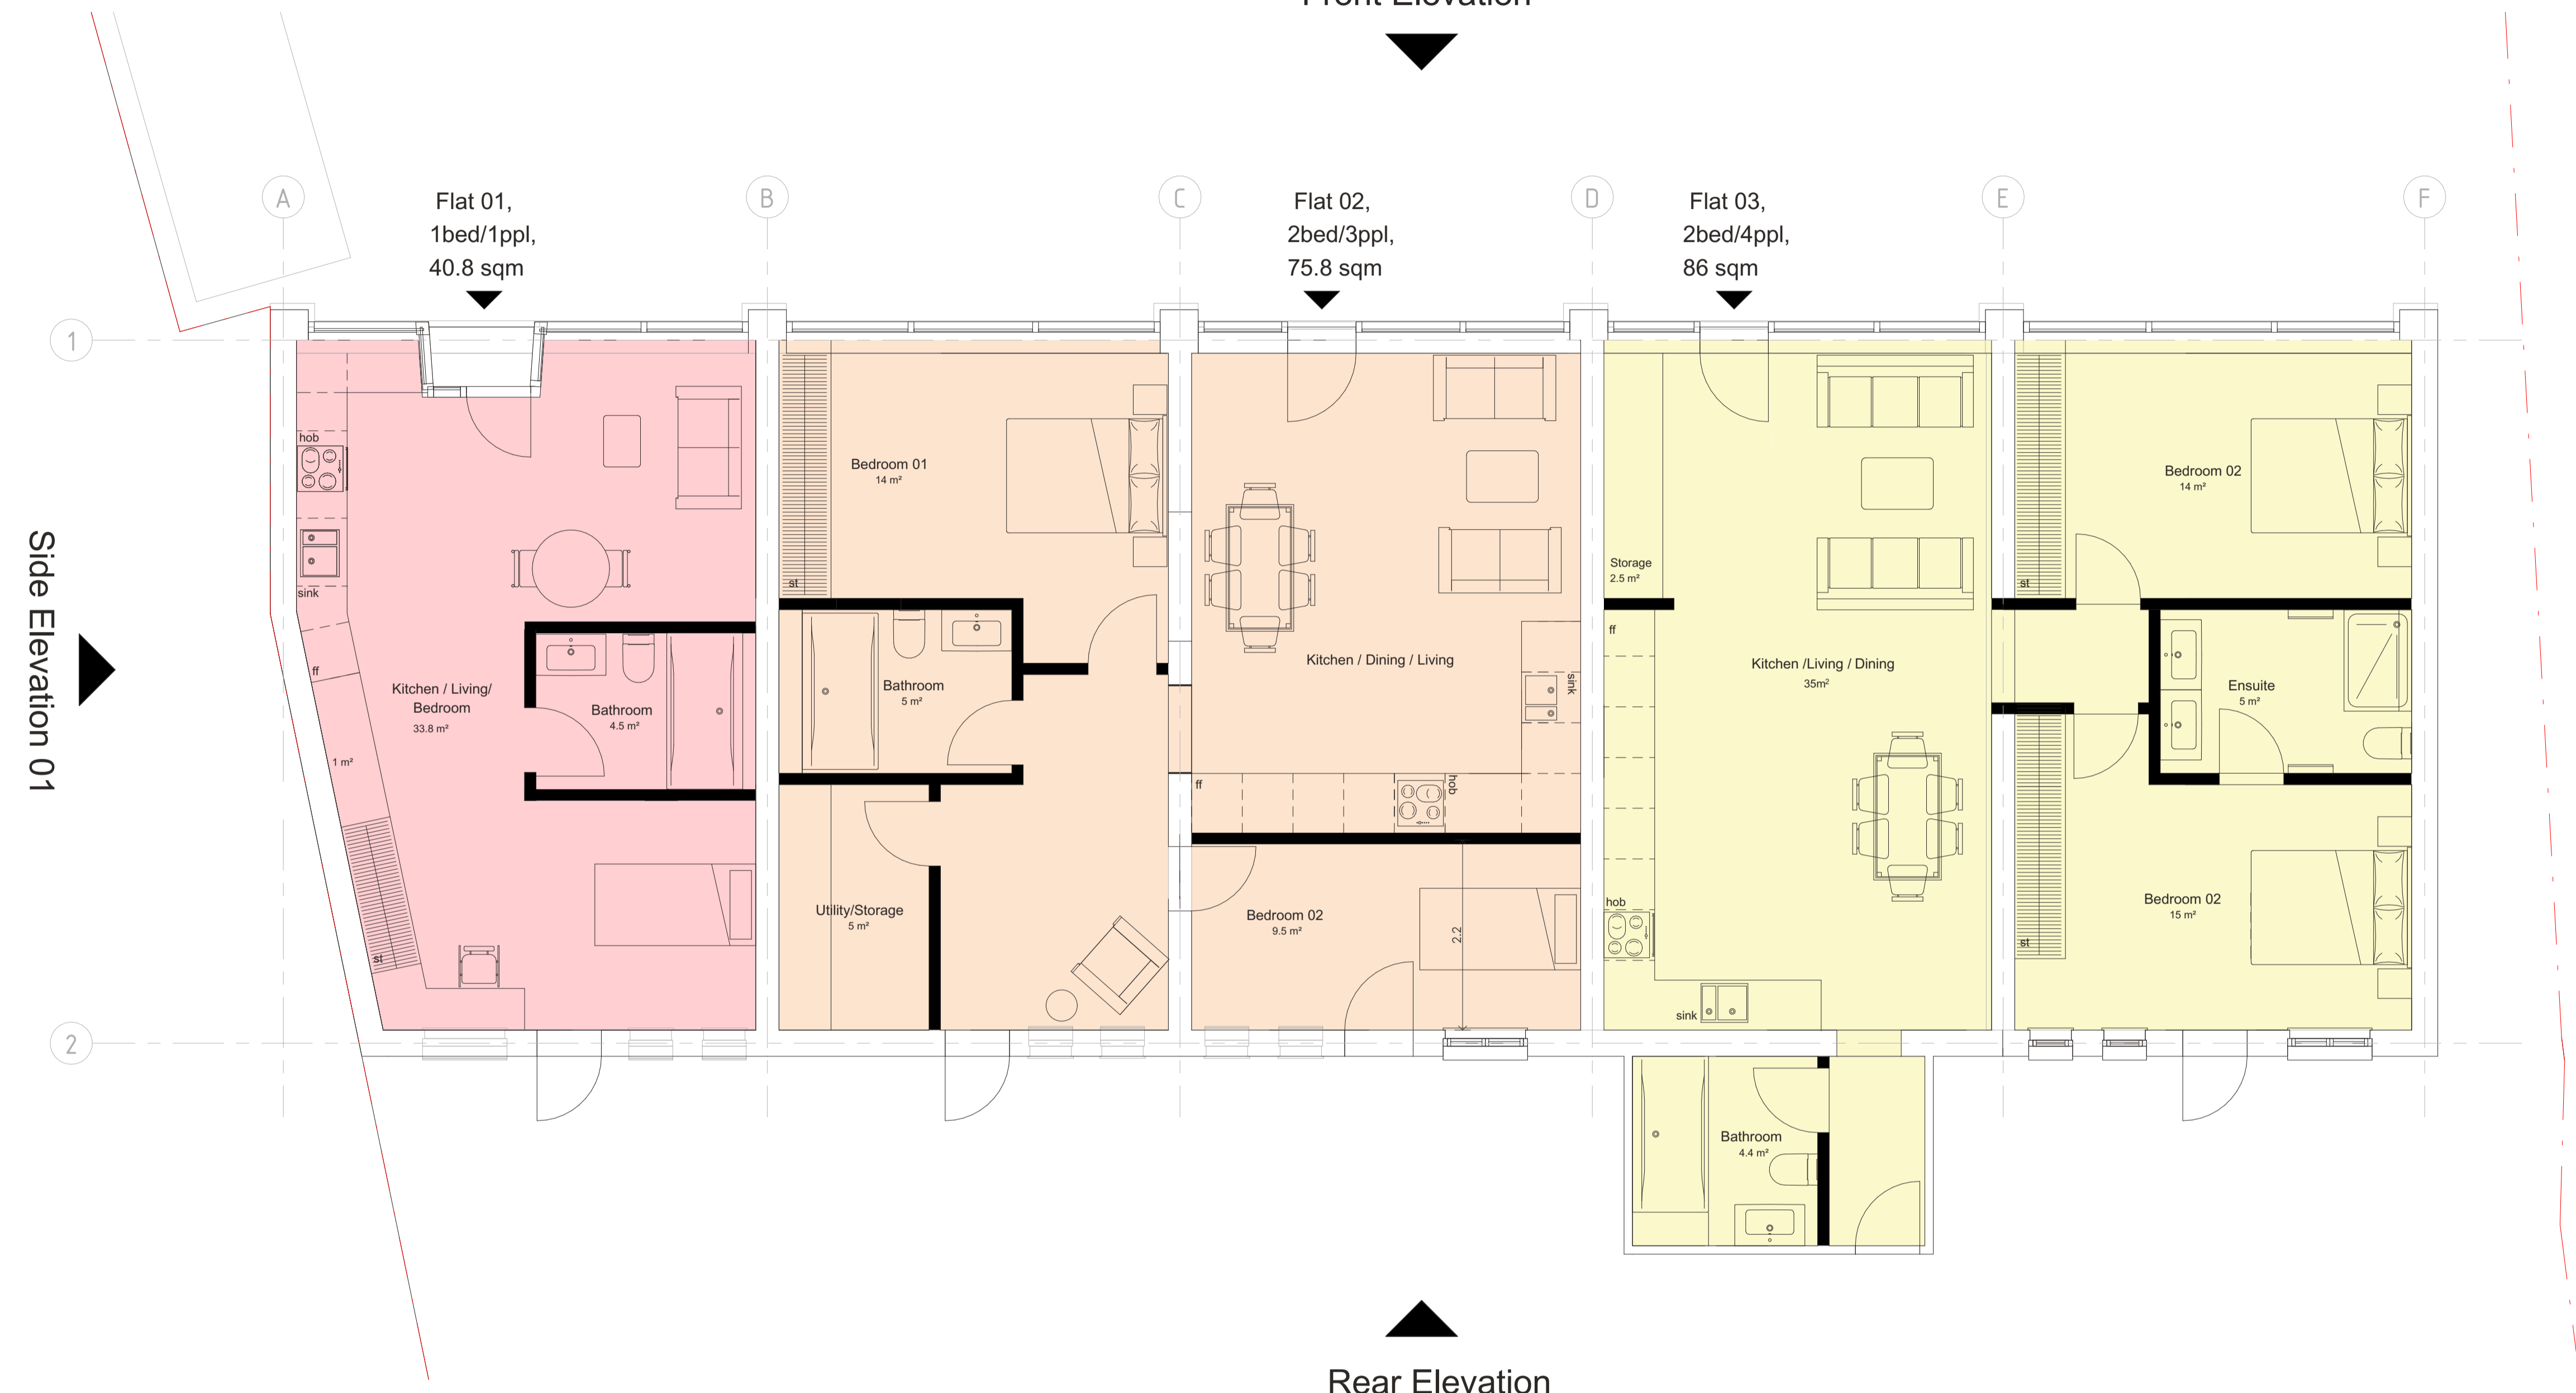 Front Elevation
A
B
C
D
E
F
Flat 01,
1bed/1ppl,
40.8 sqm
Flat 02,
2bed/3ppl,
75.8 sqm
Flat 03,
2bed/4ppl,
86 sqm
1
2
Side Elevation 01
hob
sink
ff
Kitchen / Living/
Bedroom
33.8 m²
1 m²
st
Bathroom
4.5 m²
Bedroom 01
14 m²
st
Bathroom
5 m²
Utility/Storage
5 m²
Kitchen / Dining / Living
sink
hob
ff
Bedroom 02
9.5 m²
2.2
Storage
2.5 m²
ff
Kitchen /Living / Dining
35m²
hob
sink
Bathroom
4.4 m²
Bedroom 02
14 m²
st
Ensuite
5 m²
Bedroom 02
15 m²
st
Rear Elevation